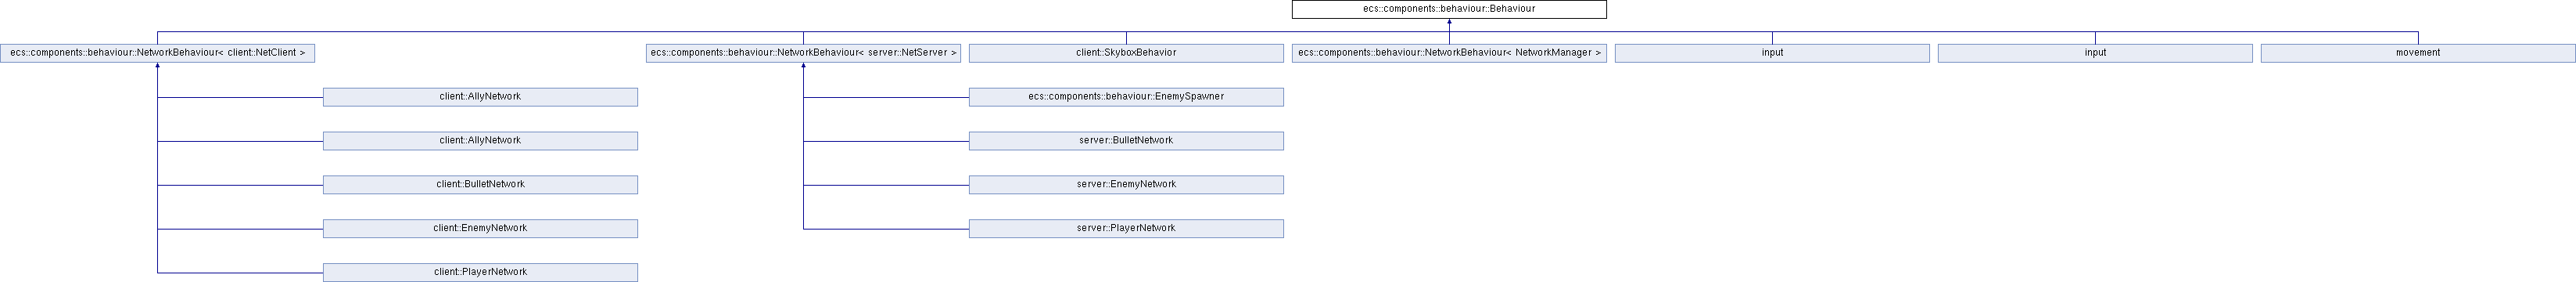 ecs::components::behaviour::Behaviour
ecs::components::behaviour::NetworkBehaviour< client::NetClient >
ecs::components::behaviour::NetworkBehaviour< server::NetServer >
client::SkyboxBehavior
ecs::components::behaviour::NetworkBehaviour< NetworkManager >
input
input
movement
client::AllyNetwork
ecs::components::behaviour::EnemySpawner
client::AllyNetwork
server::BulletNetwork
client::BulletNetwork
server::EnemyNetwork
client::EnemyNetwork
server::PlayerNetwork
client::PlayerNetwork